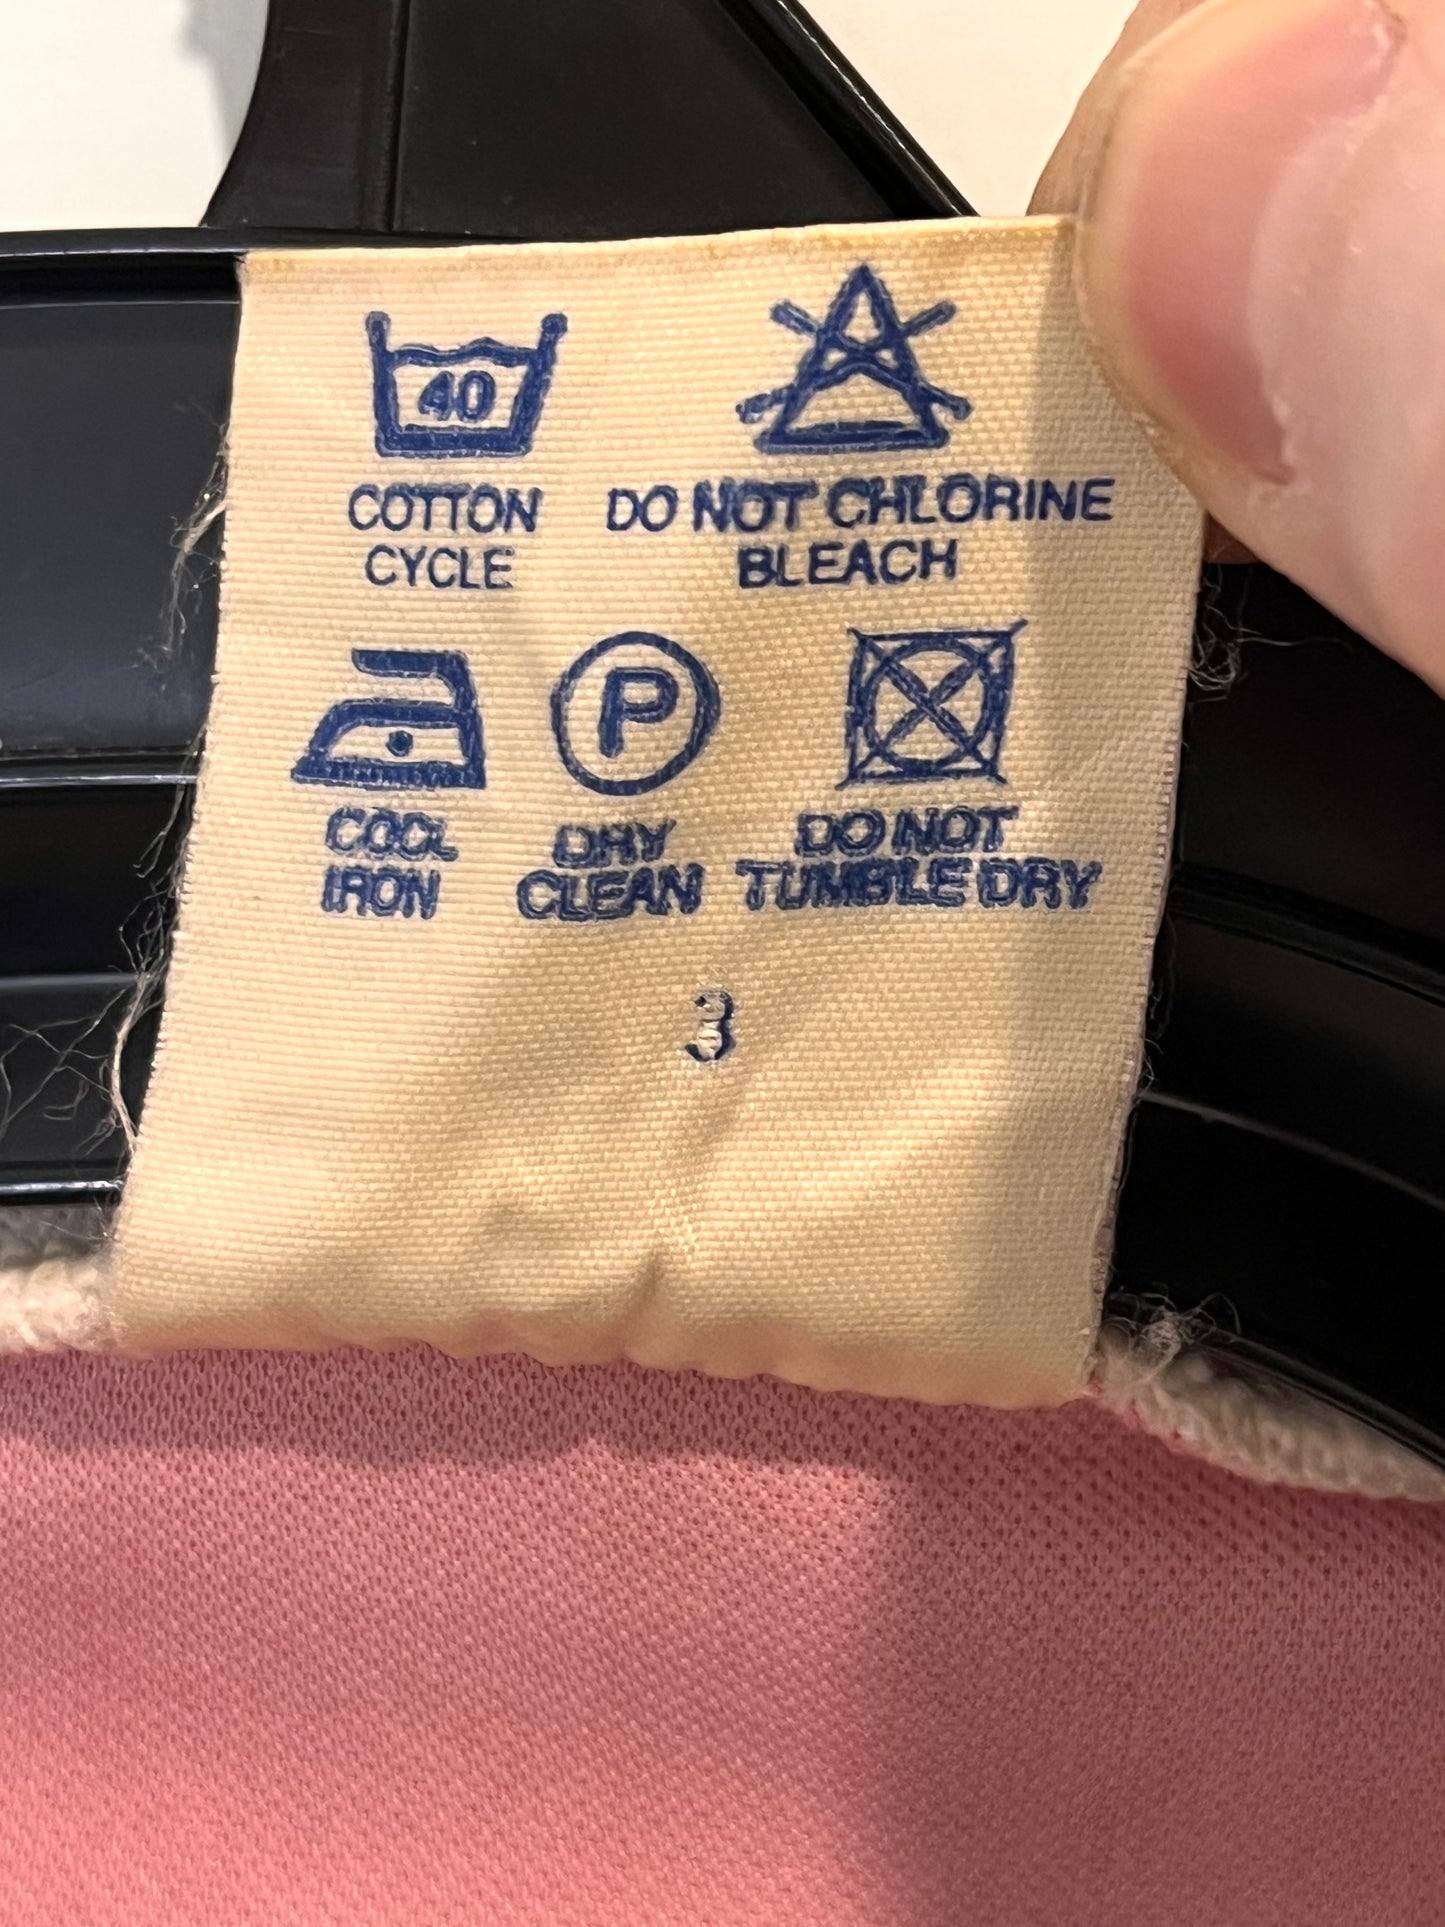 40
COTTON
CYCLE
DO NOT CHLORINE
BLEACH
COOL
IRON
P
DRY
CLEAN
DO NOT
TUMBLE DRY
3